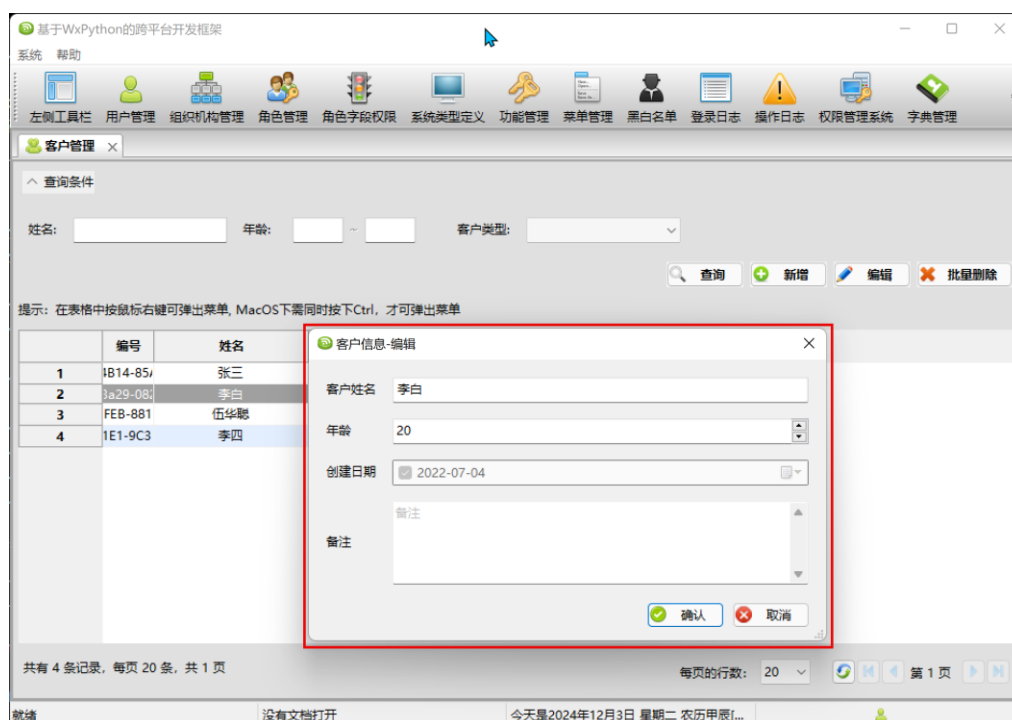 基于WxPython的跨平台开发框架
系统 帮助
左侧工具栏 用户管理 组织机构管理 角色管理 角色字段权限 系统类型定义 功能管理 菜单管理 黑白名单 登录日志 操作日志 权限管理系统 字典管理
客户管理
查询条件
姓名: 年龄: ~ 客户类型:
查询 新增 编辑 批量删除
提示：在表格中按鼠标右键可弹出菜单, MacOS下需同时按下Ctrl，才可弹出菜单
编号 姓名
1 4B14-85 张三
2 3a29-08 李白
3 FEB-881 伍华聪
4 1E1-9C3 李四
客户信息-编辑
客户姓名 李白
年龄 20
创建日期 2022-07-04
备注 备注
确认 取消
共有 4 条记录，每页 20 条，共 1 页
每页的行数: 20 第 1 页
就绪 没有文档打开 今天是2024年12月3日 星期二 农历甲辰[...